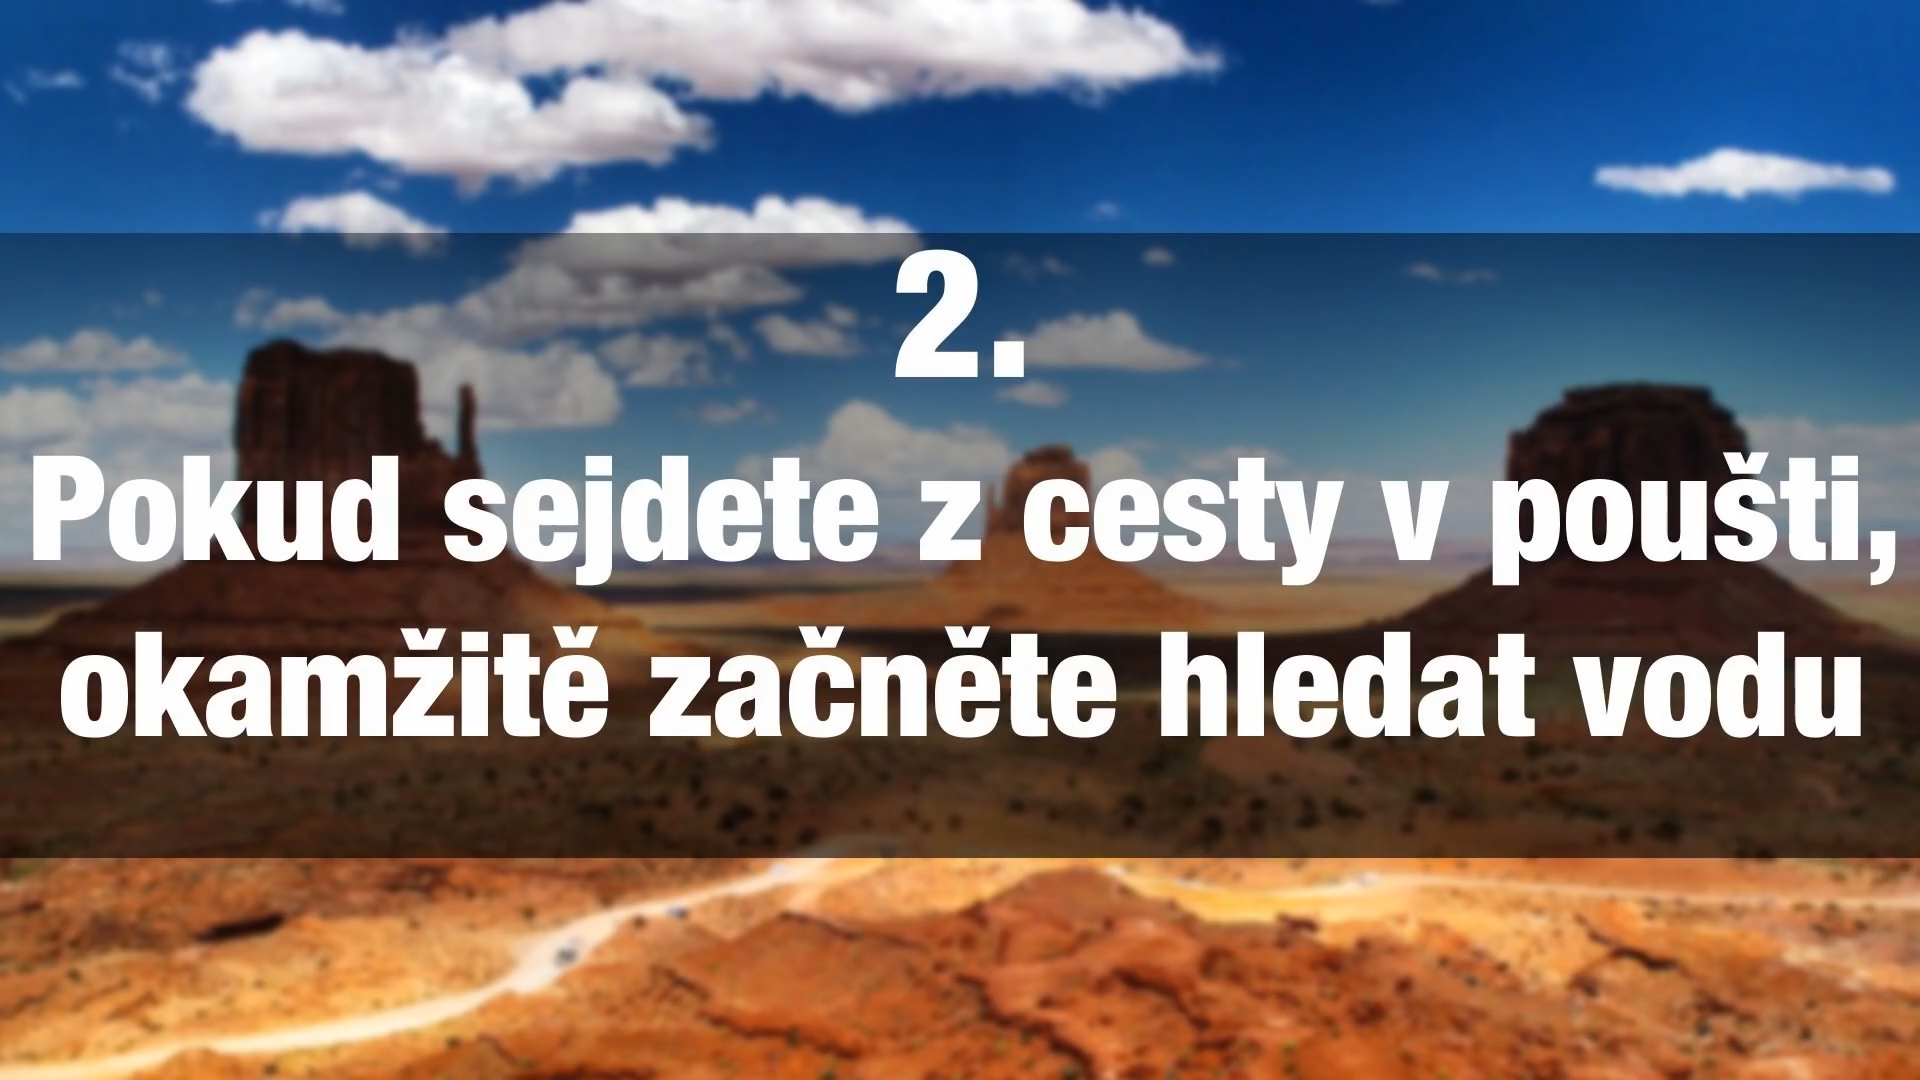 2.
Pokud sejdete z cesty v poušti,
okamžitě začněte hledat vodu